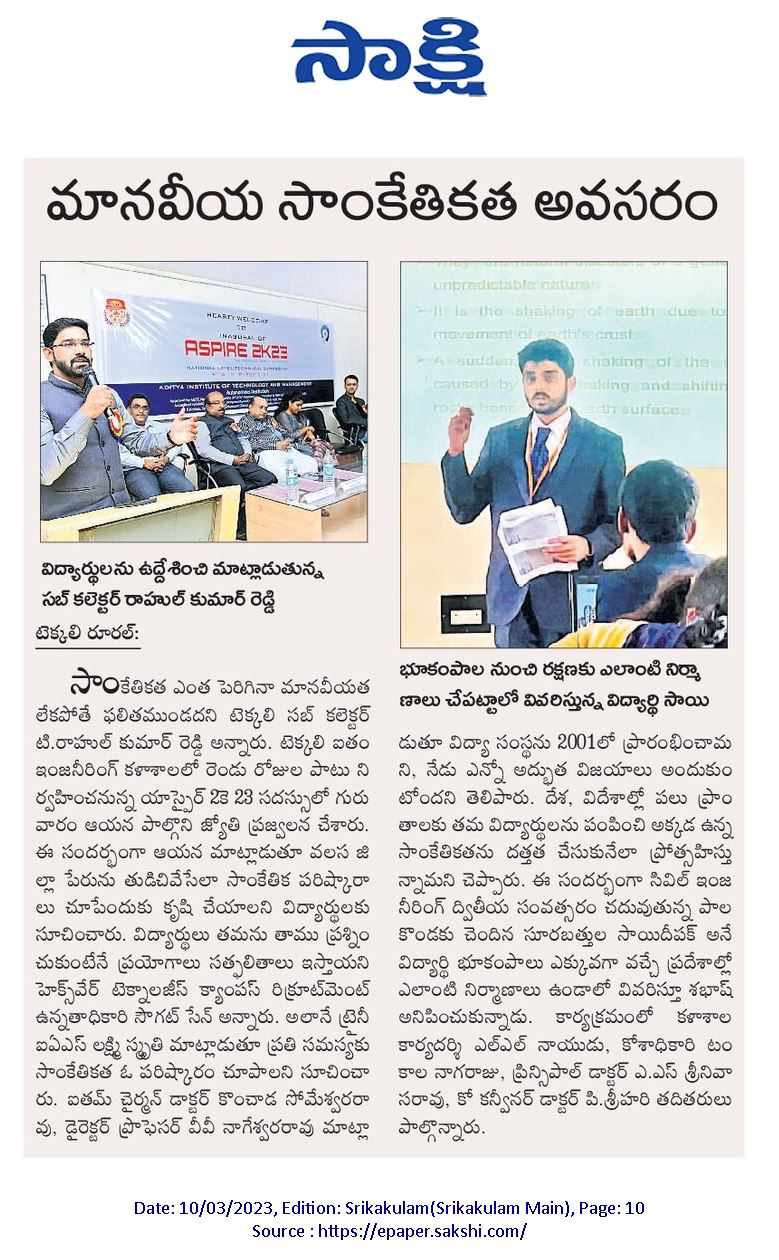 సాక్షి
మానవీయ సాంకేతికత అవసరం
HEARTY WELCOME
TO
INAGURAL OF
ASPIRE 2K23
NATIONAL LEVEL TECHNICAL SYMPOSIUM
ADITYA INSTITUTE OF TECHNOLOGY AND MANAGEMENT
Autonomous Institution
విద్యార్థులను ఉద్దేశించి మాట్లాడుతున్న
సబ్ కలెక్టర్ రాహుల్ కుమార్ రెడ్డి
టెక్కలి రూరల్:
సాంకేతికత ఎంత పెరిగినా మానవీయత
లేకపోతే ఫలితముండదని టెక్కలి సబ్ కలెక్టర్
టి.రాహుల్ కుమార్ రెడ్డి అన్నారు. టెక్కలి ఐతం
ఇంజనీరింగ్ కళాశాలలో రెండు రోజుల పాటు ని
ర్వహించనున్న యాస్పైర్ 2కె 23 సదస్సులో గురు
వారం ఆయన పాల్గొని జ్యోతి ప్రజ్వలన చేశారు.
ఈ సందర్భంగా ఆయన మాట్లాడుతూ వలస జి
ల్లా పేరును తుడిచివేసేలా సాంకేతిక పరిష్కారా
లు చూపేందుకు కృషి చేయాలని విద్యార్థులకు
సూచించారు. విద్యార్థులు తమను తాము ప్రశ్నిం
చుకుంటేనే ప్రయోగాలు సత్ఫలితాలు ఇస్తాయని
హెక్స్‌వేర్ టెక్నాలజీస్ క్యాంపస్ రిక్రూట్‌మెంట్
ఉన్నతాధికారి సౌగట్ సేన్ అన్నారు. అలానే ట్రైనీ
ఐఏఎస్ లక్ష్మి స్మృతి మాట్లాడుతూ ప్రతి సమస్యకు
సాంకేతికత ఓ పరిష్కారం చూపాలని సూచించా
రు. ఐతమ్ చైర్మన్ డాక్టర్ కొంచాడ సోమేశ్వరరా
వు, డైరెక్టర్ ప్రొఫెసర్ వీవీ నాగేశ్వరరావు మాట్లా
unpredictable nature
It is the shaking of earth due to
movement of earth's crust
A sudden shaking of the
caused by breaking and shifting
earth surface
భూకంపాల నుంచి రక్షణకు ఎలాంటి నిర్మా
ణాలు చేపట్టాలో వివరిస్తున్న విద్యార్థి సాయి
డుతూ విద్యా సంస్థను 2001లో ప్రారంభించామ
ని, నేడు ఎన్నో అద్భుత విజయాలు అందుకుం
టోందని తెలిపారు. దేశ, విదేశాల్లో పలు ప్రాం
తాలకు తమ విద్యార్థులను పంపించి అక్కడ ఉన్న
సాంకేతికతను దత్తత చేసుకునేలా ప్రోత్సహిస్తు
న్నామని చెప్పారు. ఈ సందర్భంగా సివిల్ ఇంజ
నీరింగ్ ద్వితీయ సంవత్సరం చదువుతున్న పాల
కొండకు చెందిన సూరబత్తుల సాయిదీపక్ అనే
విద్యార్థి భూకంపాలు ఎక్కువగా వచ్చే ప్రదేశాల్లో
ఎలాంటి నిర్మాణాలు ఉండాలో వివరిస్తూ శభాష్
అనిపించుకున్నాడు. కార్యక్రమంలో కళాశాల
కార్యదర్శి ఎల్ఎల్ నాయుడు, కోశాధికారి టం
కాల నాగరాజు, ప్రిన్సిపాల్ డాక్టర్ ఎ.ఎస్ శ్రీనివా
సరావు, కో కన్వీనర్ డాక్టర్ పి.శ్రీహరి తదితరులు
పాల్గొన్నారు.
Date: 10/03/2023, Edition: Srikakulam(Srikakulam Main), Page: 10
Source : https://epaper.sakshi.com/